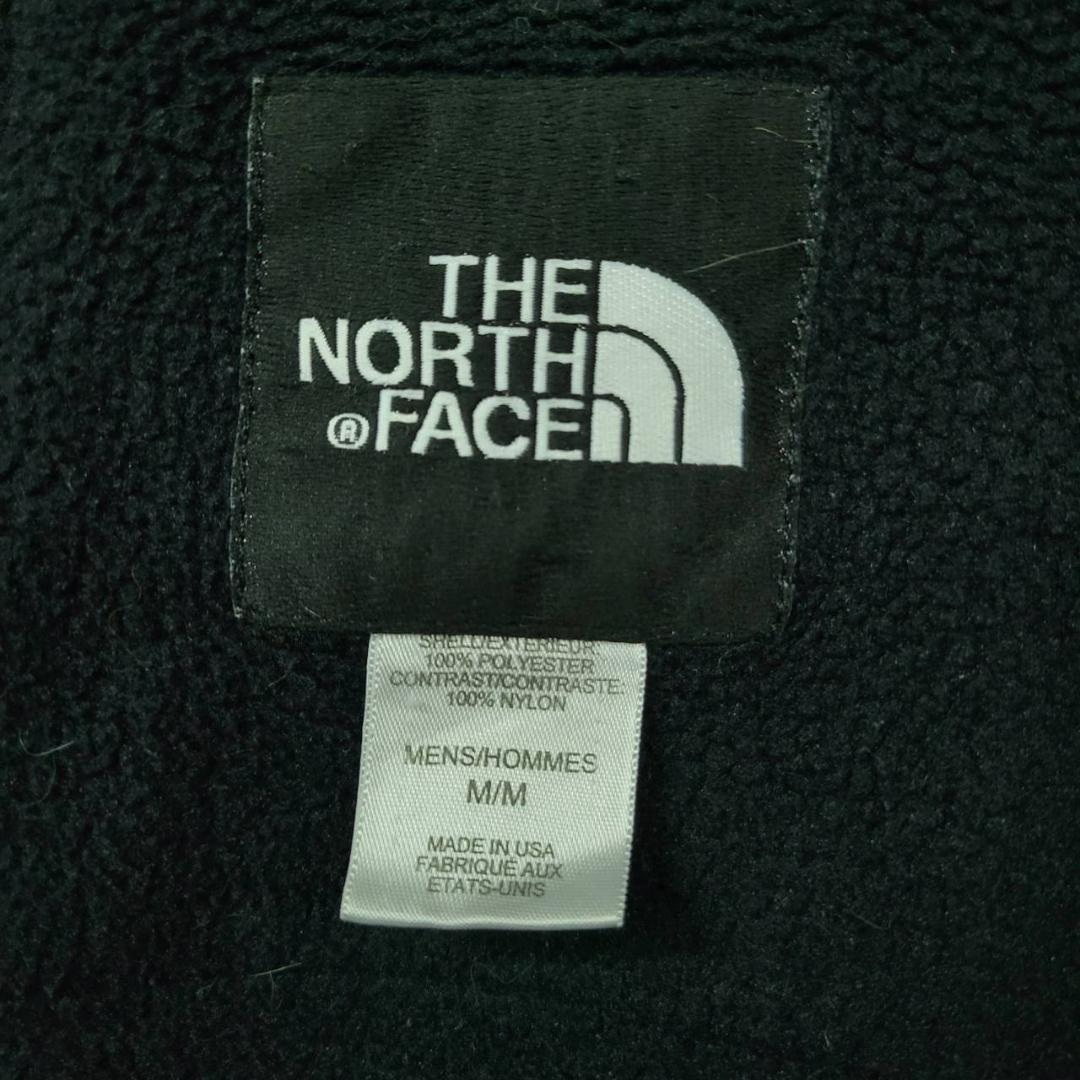 THE
NORTH
®FACE
SHELL/EXTERIEUR
100% POLYESTER
CONTRAST/CONTRASTE:
100% NYLON
MENS/HOMMES
M/M
MADE IN USA
FABRIQUÉ AUX
ETATS-UNIS